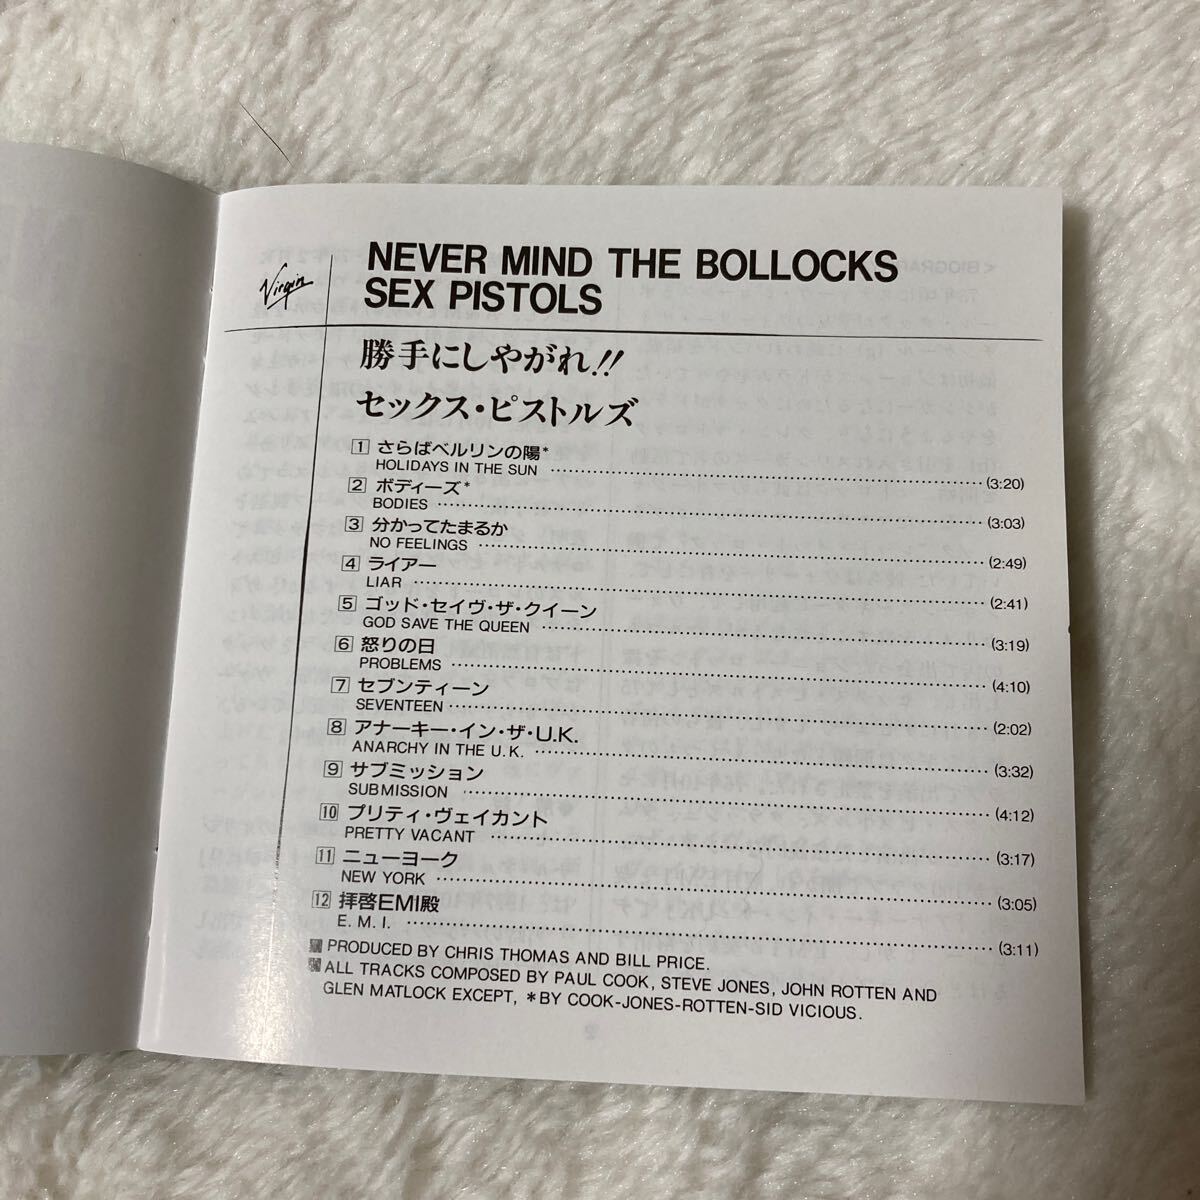 NEVER MIND THE BOLLOCKS
SEX PISTOLS
Virgin
勝手にしやがれ!!
セックス・ピストルズ
1 さらばベルリンの陽*
HOLIDAYS IN THE SUN (3:20)
2 ボディーズ*
BODIES (3:03)
3 分かってたまるか
NO FEELINGS (2:49)
4 ライアー
LIAR (2:41)
5 ゴッド・セイヴ・ザ・クイーン
GOD SAVE THE QUEEN (3:19)
6 怒りの日
PROBLEMS (4:10)
7 セブンティーン
SEVENTEEN (2:02)
8 アナーキー・イン・ザ・U.K.
ANARCHY IN THE U.K. (3:32)
9 サブミッション
SUBMISSION (4:12)
10 プリティ・ヴェイカント
PRETTY VACANT (3:17)
11 ニューヨーク
NEW YORK (3:05)
12 拝啓EMI殿
E. M. I. (3:11)
PRODUCED BY CHRIS THOMAS AND BILL PRICE.
ALL TRACKS COMPOSED BY PAUL COOK, STEVE JONES, JOHN ROTTEN AND
GLEN MATLOCK EXCEPT, *BY COOK-JONES-ROTTEN-SID VICIOUS.